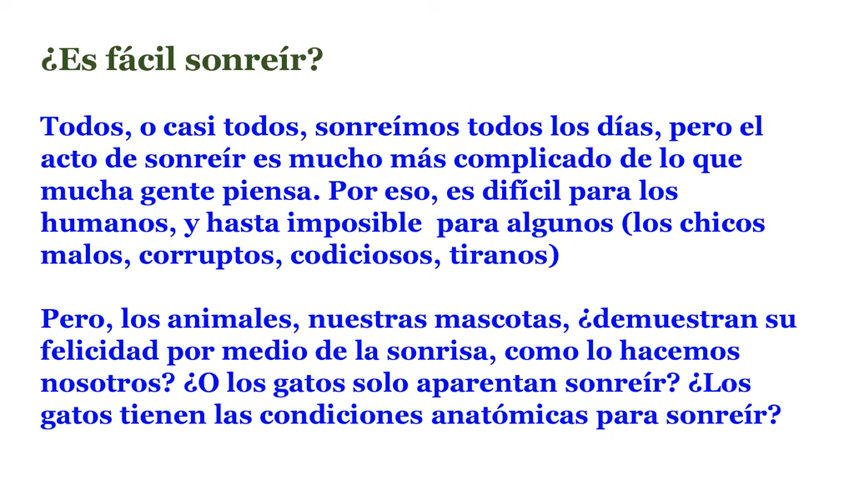 ¿Es fácil sonreír?
Todos, o casi todos, sonreímos todos los días, pero el
acto de sonreír es mucho más complicado de lo que
mucha gente piensa. Por eso, es difícil para los
humanos, y hasta imposible  para algunos (los chicos
malos, corruptos, codiciosos, tiranos)
Pero, los animales, nuestras mascotas, ¿demuestran su
felicidad por medio de la sonrisa, como lo hacemos
nosotros? ¿O los gatos solo aparentan sonreír? ¿Los
gatos tienen las condiciones anatómicas para sonreír?